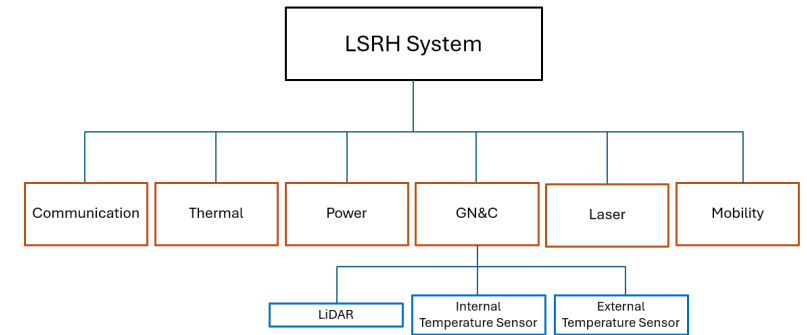 LSRH System
Communication
Thermal
Power
GN&C
Laser
Mobility
LiDAR
Internal
Temperature Sensor
External
Temperature Sensor